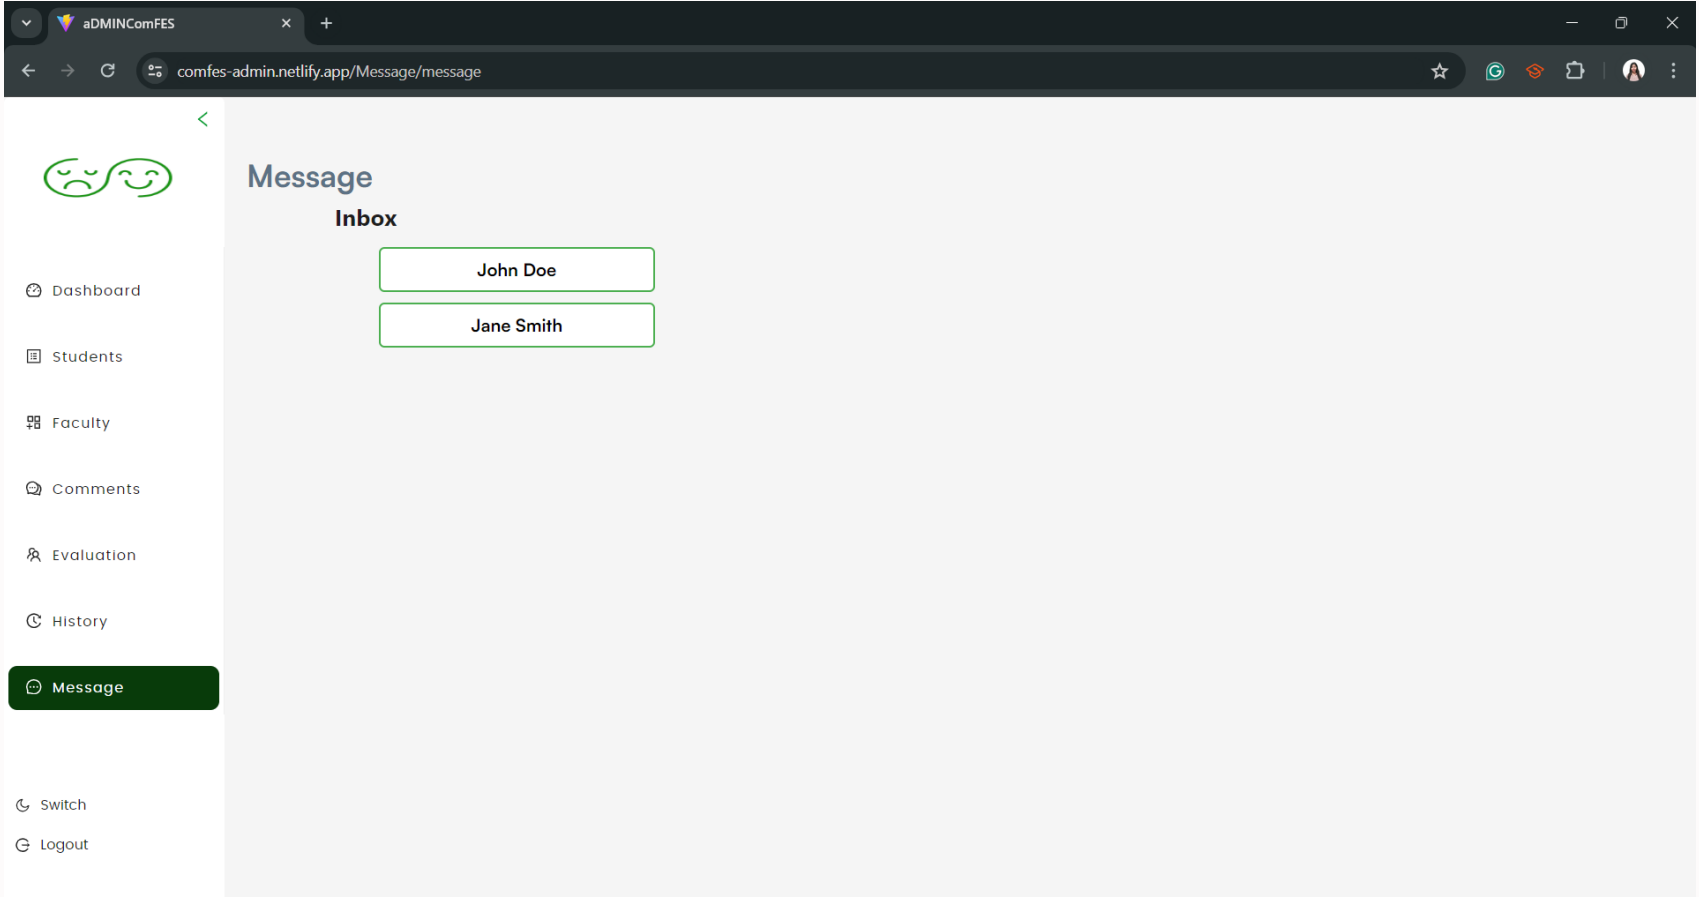 aDMINComFES
comfes-admin.netlify.app/Message/message
Message
Inbox
John Doe
Jane Smith
Dashboard
Students
Faculty
Comments
Evaluation
History
Message
Switch
Logout